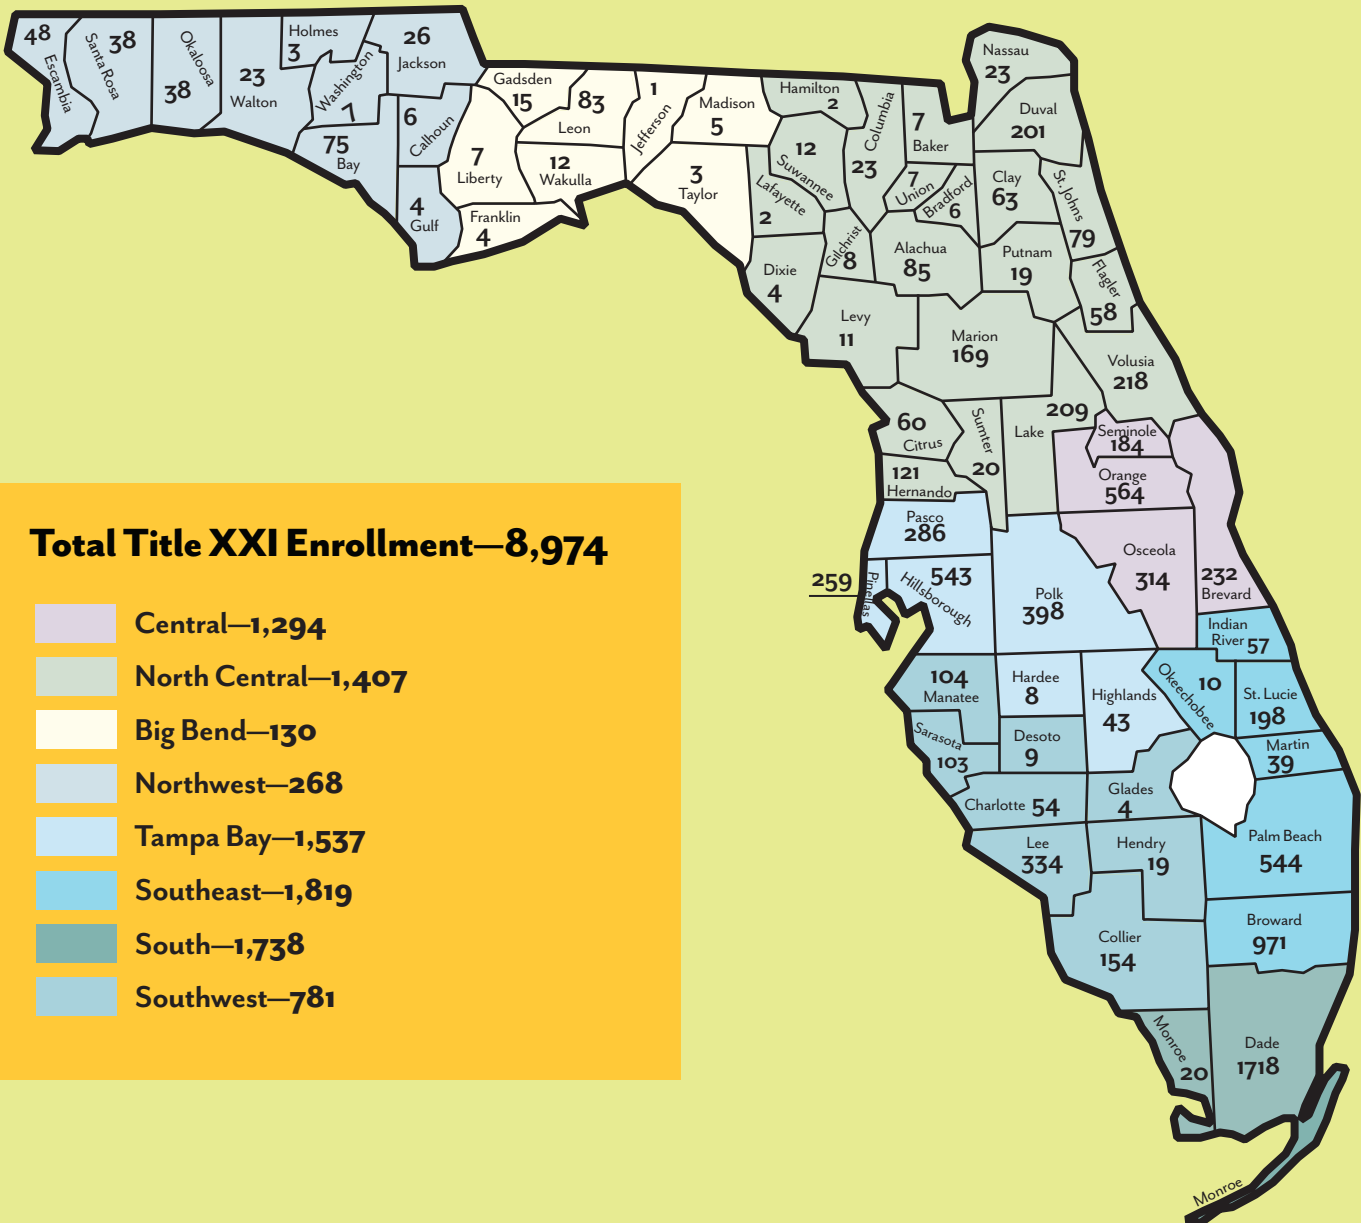 48
Escambia
Santa Rosa
38
Okaloosa
38
23
Walton
Holmes
3
Washington
7
26
Jackson
75
Bay
6
Calhoun
4
Gulf
Gadsden
15
83
Leon
1
Jefferson
Madison
5
7
Liberty
12
Wakulla
Franklin
4
3
Taylor
Hamilton
2
12
Suwannee
Columbia
23
7
Baker
Nassau
23
Duval
201
Lafayette
2
7
Union
Bradford
6
Clay
63
St. Johns
79
Dixie
4
Gilchrist
8
Alachua
85
Putnam
19
Flagler
58
Levy
11
Marion
169
Volusia
218
60
Citrus
Sumter
20
209
Lake
Seminole
184
121
Hernando
Orange
564
Pasco
286
Osceola
314
232
Brevard
259
Pinellas
543
Hillsborough
Polk
398
Indian
River 57
104
Manatee
Hardee
8
Highlands
43
Okeechobee
10
St. Lucie
198
Sarasota
103
Desoto
9
Martin
39
Charlotte 54
Glades
4
Lee
334
Hendry
19
Palm Beach
544
Collier
154
Broward
971
Monroe
20
Dade
1718
Monroe
Total Title XXI Enrollment—8,974
Central—1,294
North Central—1,407
Big Bend—130
Northwest—268
Tampa Bay—1,537
Southeast—1,819
South—1,738
Southwest—781